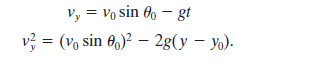 v_y = v₀ sin θ₀ − gt
v_y² = (v₀ sin θ₀)² − 2g(y − y₀).